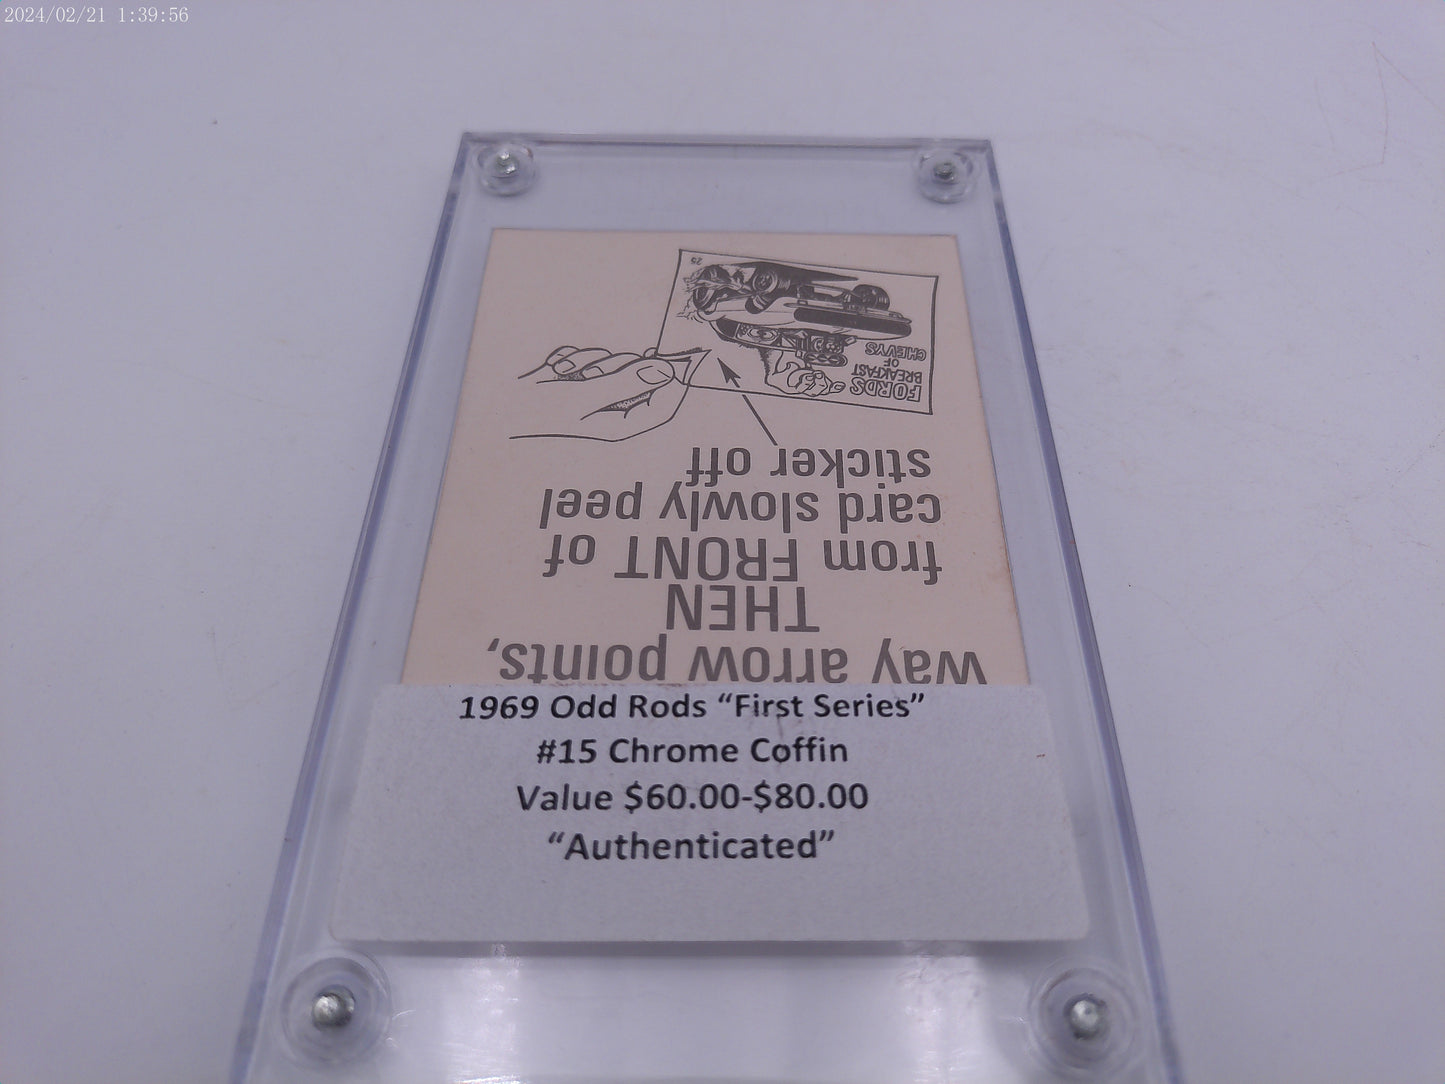 2024/02/21 1:39:56
way arrow points,
THEN
from FRONT of
card slowly peel
sticker off
FORDS
BREAKFAST
OF
CHEVYS
25
1969 Odd Rods “First Series”
#15 Chrome Coffin
Value $60.00-$80.00
“Authenticated”